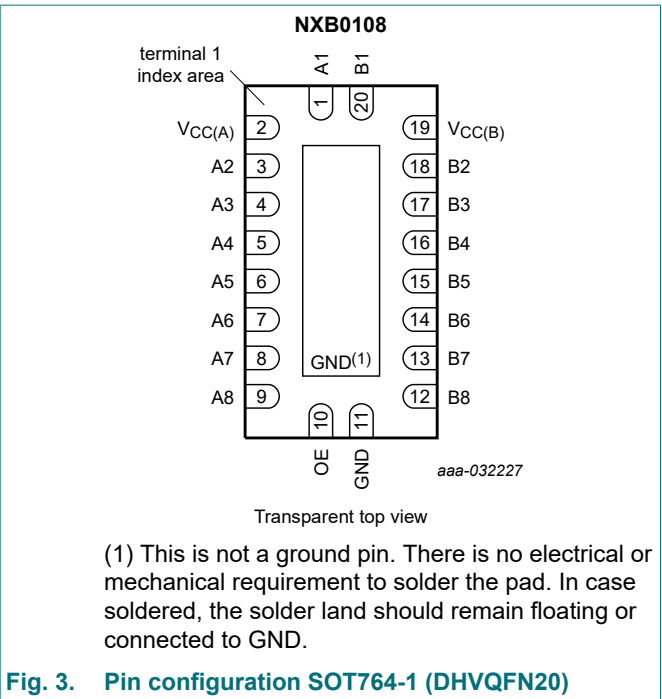 NXB0108
terminal 1
index area
A1
B1
1
20
VCC(A) 2
19 VCC(B)
A2 3
18 B2
A3 4
17 B3
A4 5
16 B4
A5 6
15 B5
A6 7
14 B6
A7 8
GND(1)
13 B7
A8 9
12 B8
10
11
OE
GND
aaa-032227
Transparent top view
(1) This is not a ground pin. There is no electrical or
mechanical requirement to solder the pad. In case
soldered, the solder land should remain floating or
connected to GND.
Fig. 3. Pin configuration SOT764-1 (DHVQFN20)